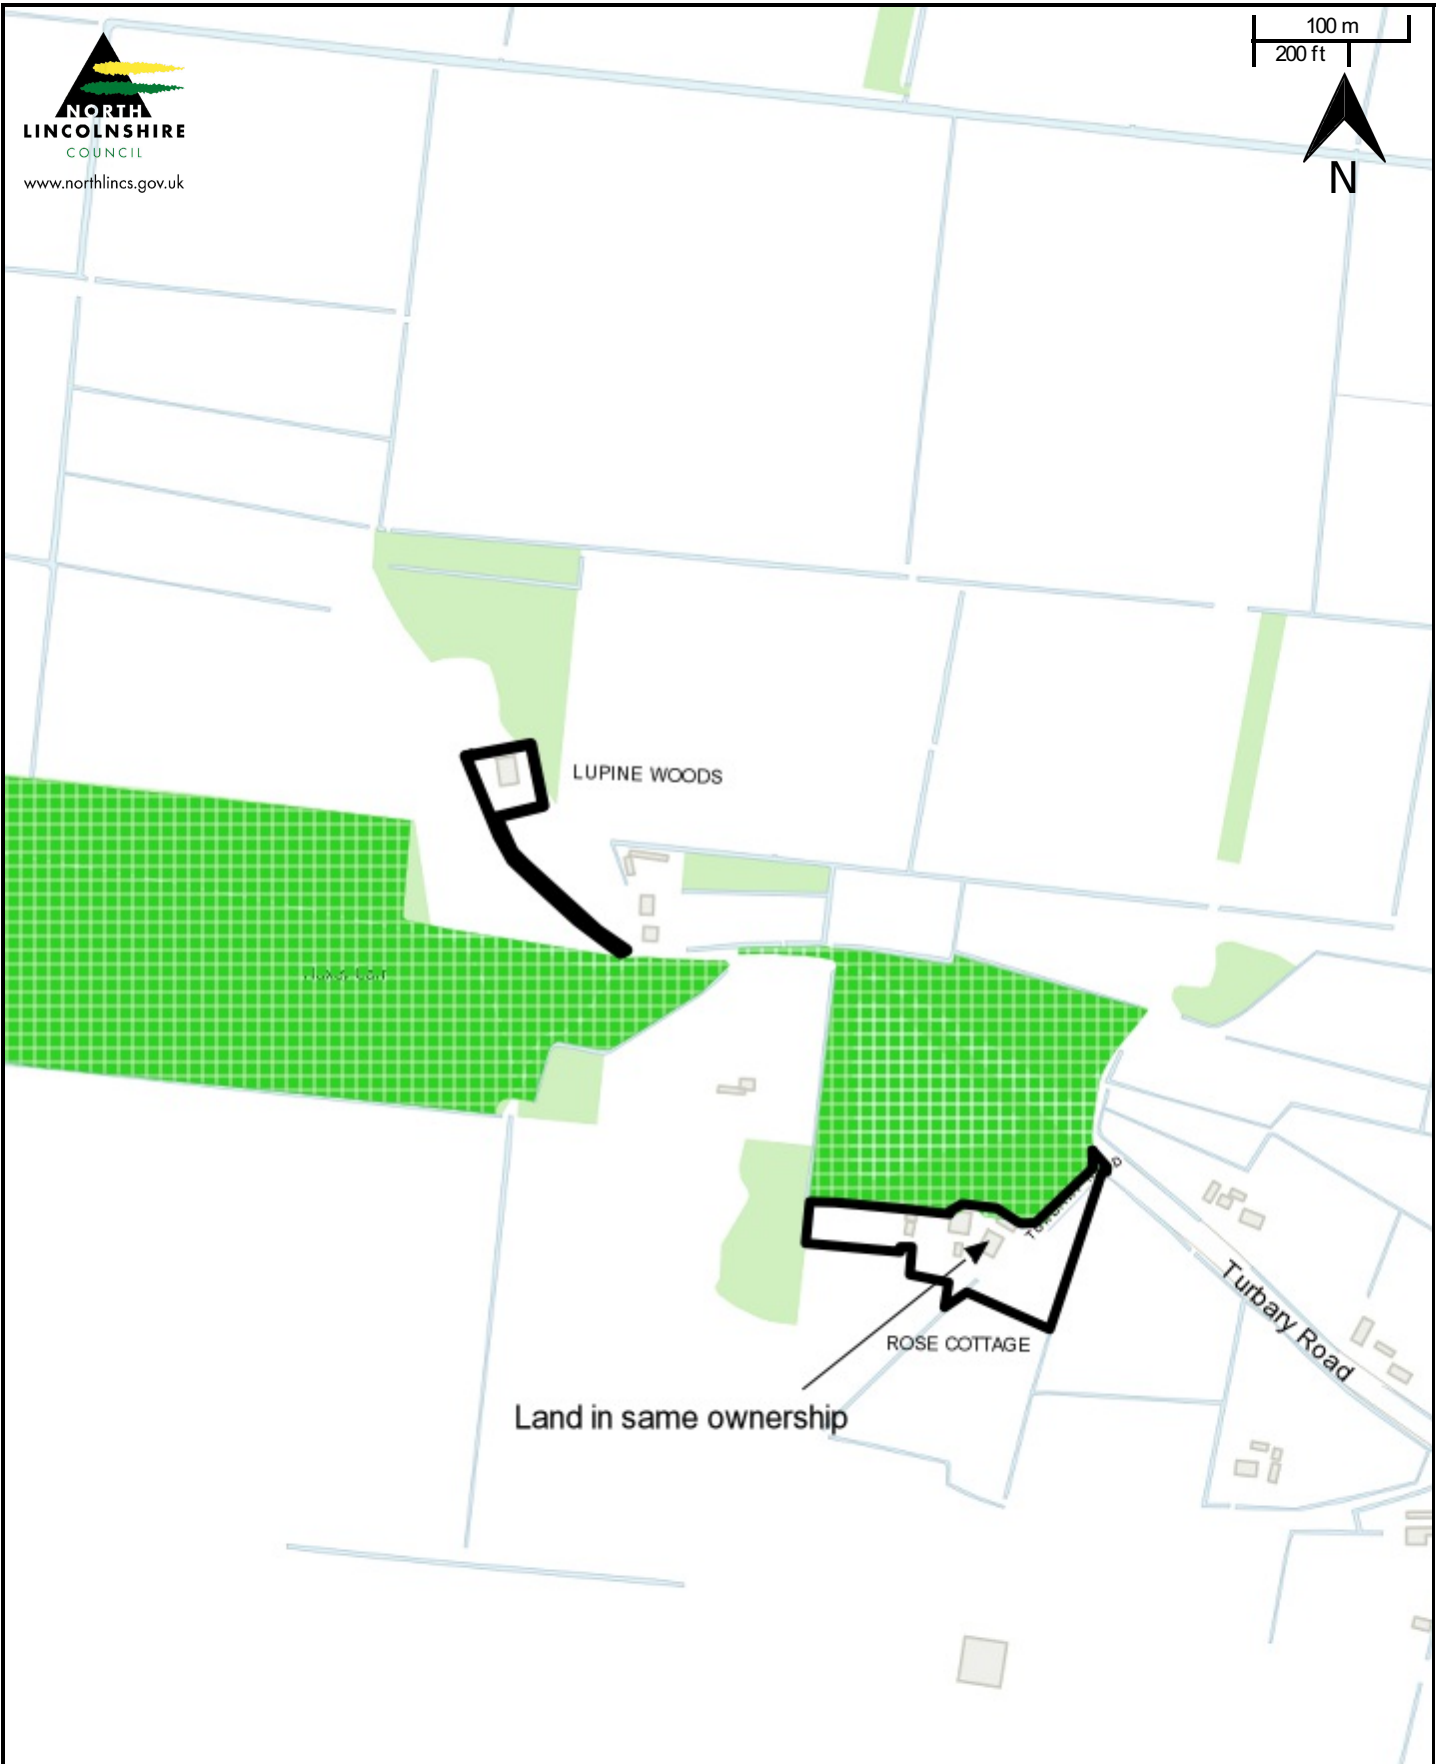 100 m
200 ft
N
NORTH
LINCOLNSHIRE
COUNCIL
www.northlincs.gov.uk
LUPINE WOODS
Turbary Road
ROSE COTTAGE
Land in same ownership